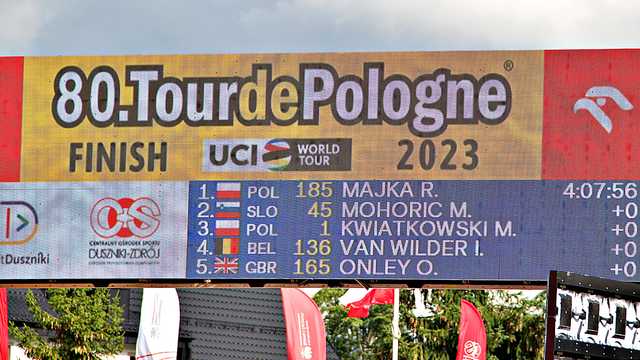 80.TourdePologne®
FINISH UCI WORLD TOUR 2023
1. POL 185 MAJKA R. 4:07:56
2. SLO 45 MOHORIC M. +0
3. POL 1 KWIATKOWSKI M. +0
4. BEL 136 VAN WILDER I. +0
5. GBR 165 ONLEY O. +0
tDuszniki
COS
CENTRALNY OŚRODEK SPORTU
DUSZNIKI-ZDRÓJ